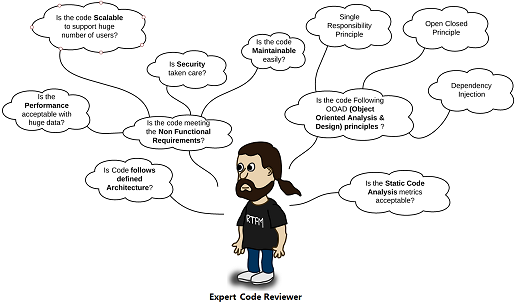 Is the code Scalable
to support huge
number of users?
Is Security
taken care?
Is the code
Maintainable
easily?
Single
Responsibility
Principle
Open Closed
Principle
Dependency
Injection
Is the
Performance
acceptable with
huge data?
Is the code meeting
the Non Functional
Requirements?
Is the code Following
OOAD (Object
Oriented Analysis &
Design) principles ?
Is Code follows
defined
Architecture?
Is the Static Code
Analysis metrics
acceptable?
RTFM
Expert Code Reviewer